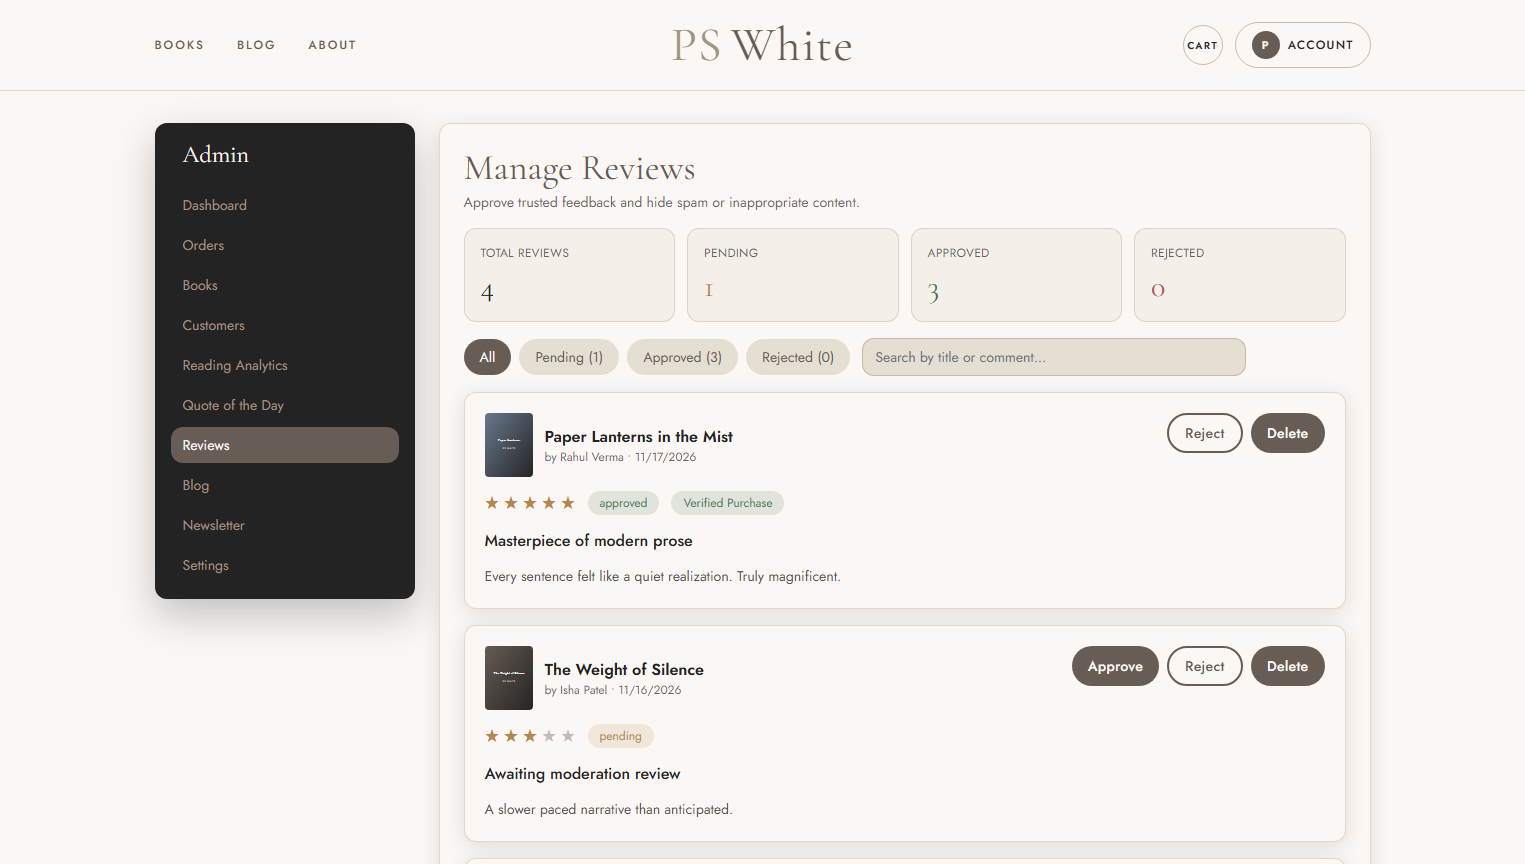 BOOKS BLOG ABOUT
PS White
CART
P ACCOUNT
Admin
Dashboard
Orders
Books
Customers
Reading Analytics
Quote of the Day
Reviews
Blog
Newsletter
Settings
Manage Reviews
Approve trusted feedback and hide spam or inappropriate content.
TOTAL REVIEWS
4
PENDING
1
APPROVED
3
REJECTED
0
All Pending (1) Approved (3) Rejected (0) Search by title or comment...
Paper Lanterns in the Mist
by Rahul Verma · 11/17/2026
Reject Delete
★★★★★ approved Verified Purchase
Masterpiece of modern prose
Every sentence felt like a quiet realization. Truly magnificent.
The Weight of Silence
The Weight of Silence
by Isha Patel · 11/16/2026
Approve Reject Delete
★★★★★ pending
Awaiting moderation review
A slower paced narrative than anticipated.